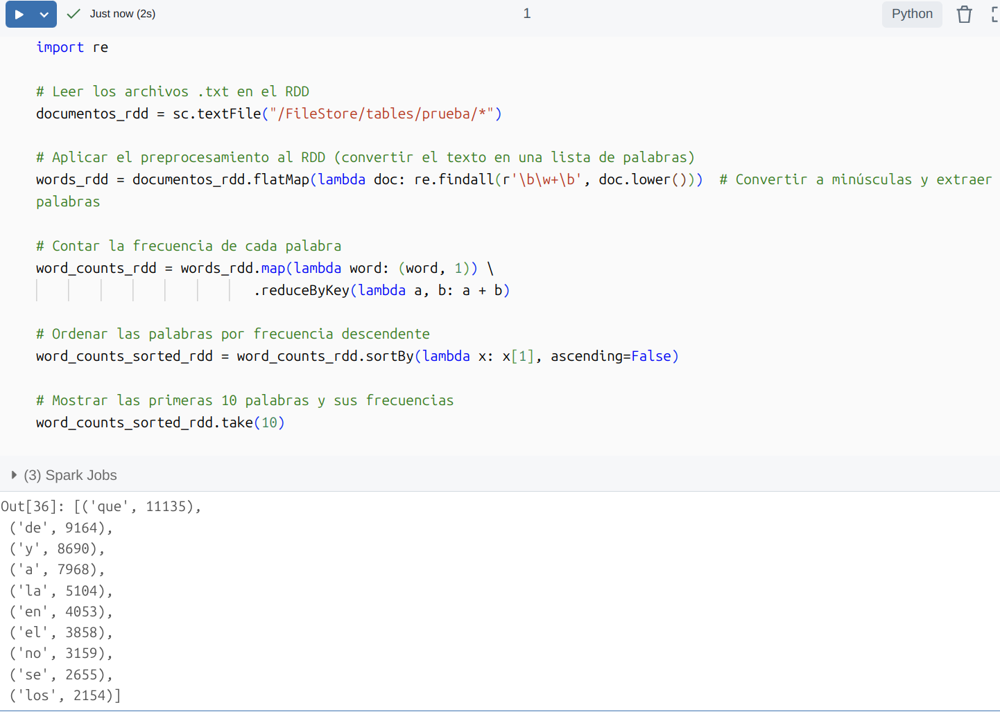 Just now (2s)
1
Python
import re
# Leer los archivos .txt en el RDD
documentos_rdd = sc.textFile("/FileStore/tables/prueba/*")
# Aplicar el preprocesamiento al RDD (convertir el texto en una lista de palabras)
words_rdd = documentos_rdd.flatMap(lambda doc: re.findall(r'\b\w+\b', doc.lower()))  # Convertir a minúsculas y extraer
palabras
# Contar la frecuencia de cada palabra
word_counts_rdd = words_rdd.map(lambda word: (word, 1)) \
.reduceByKey(lambda a, b: a + b)
# Ordenar las palabras por frecuencia descendente
word_counts_sorted_rdd = word_counts_rdd.sortBy(lambda x: x[1], ascending=False)
# Mostrar las primeras 10 palabras y sus frecuencias
word_counts_sorted_rdd.take(10)
(3) Spark Jobs
Out[36]: [('que', 11135),
('de', 9164),
('y', 8690),
('a', 7968),
('la', 5104),
('en', 4053),
('el', 3858),
('no', 3159),
('se', 2655),
('los', 2154)]